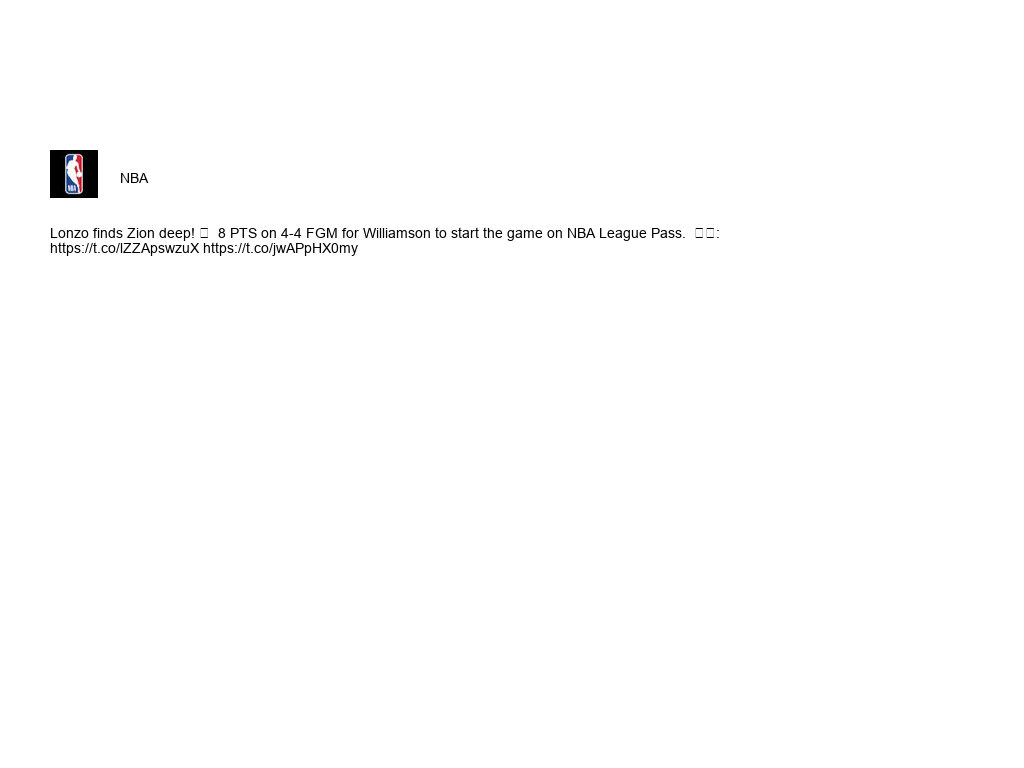 NBA
Lonzo finds Zion deep! 🎯 8 PTS on 4-4 FGM for Williamson to start the game on NBA League Pass. :
https://t.co/lZZApswzuX https://t.co/jwAPpHX0my